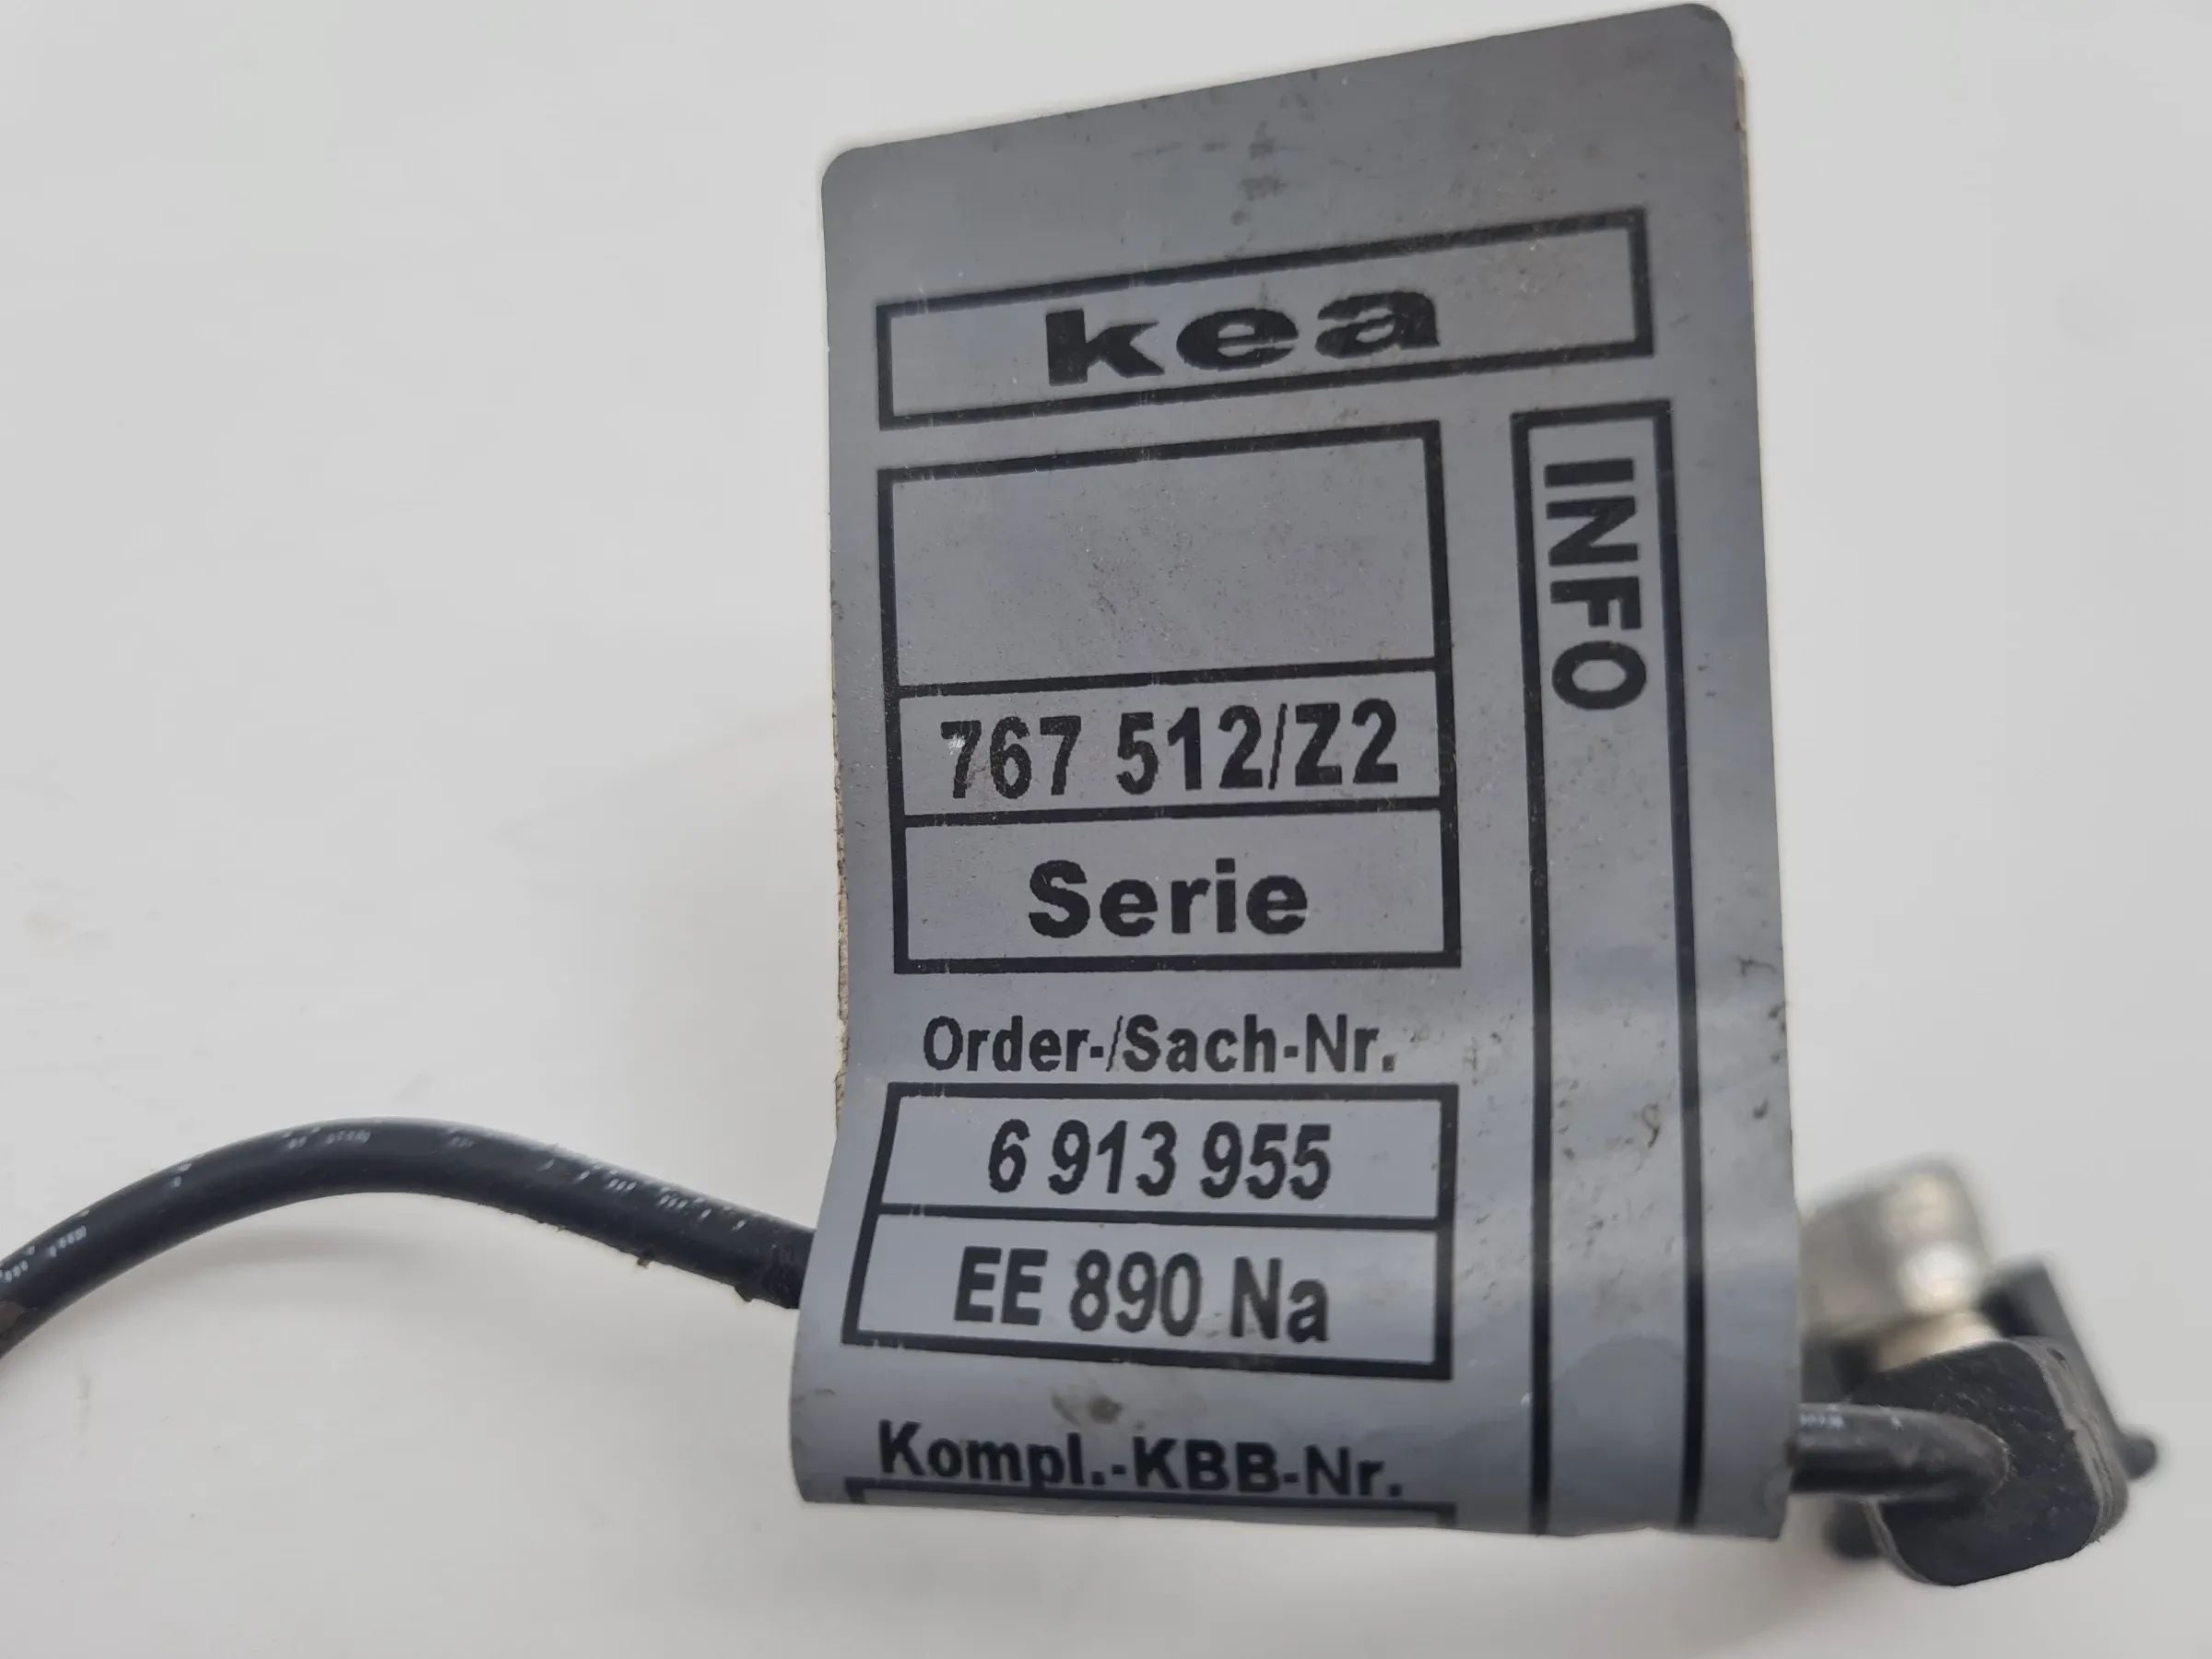 kea
INFO
767 512/Z2
Serie
Order-/Sach-Nr.
6 913 955
EE 890 Na
Kompl.-KBB-Nr.